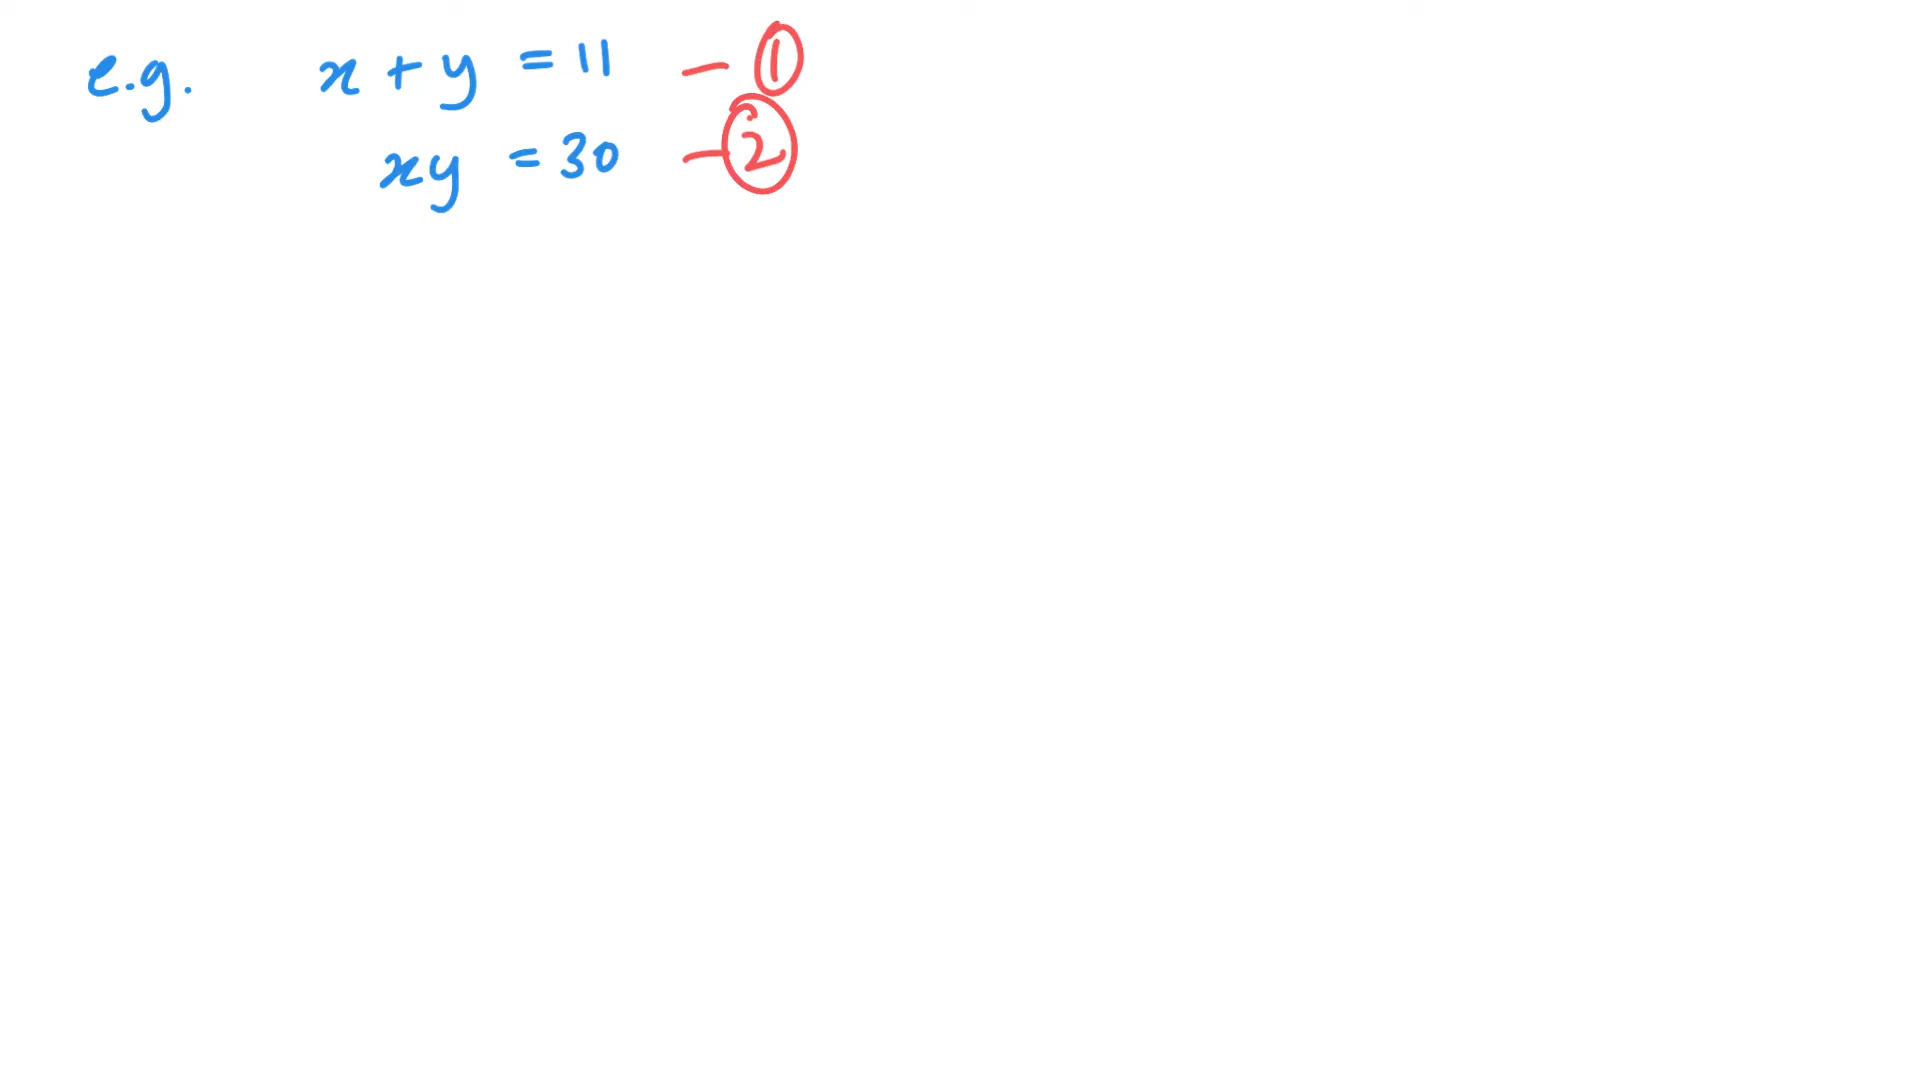 e.g. x + y = 11 — ①
xy = 30 — ②